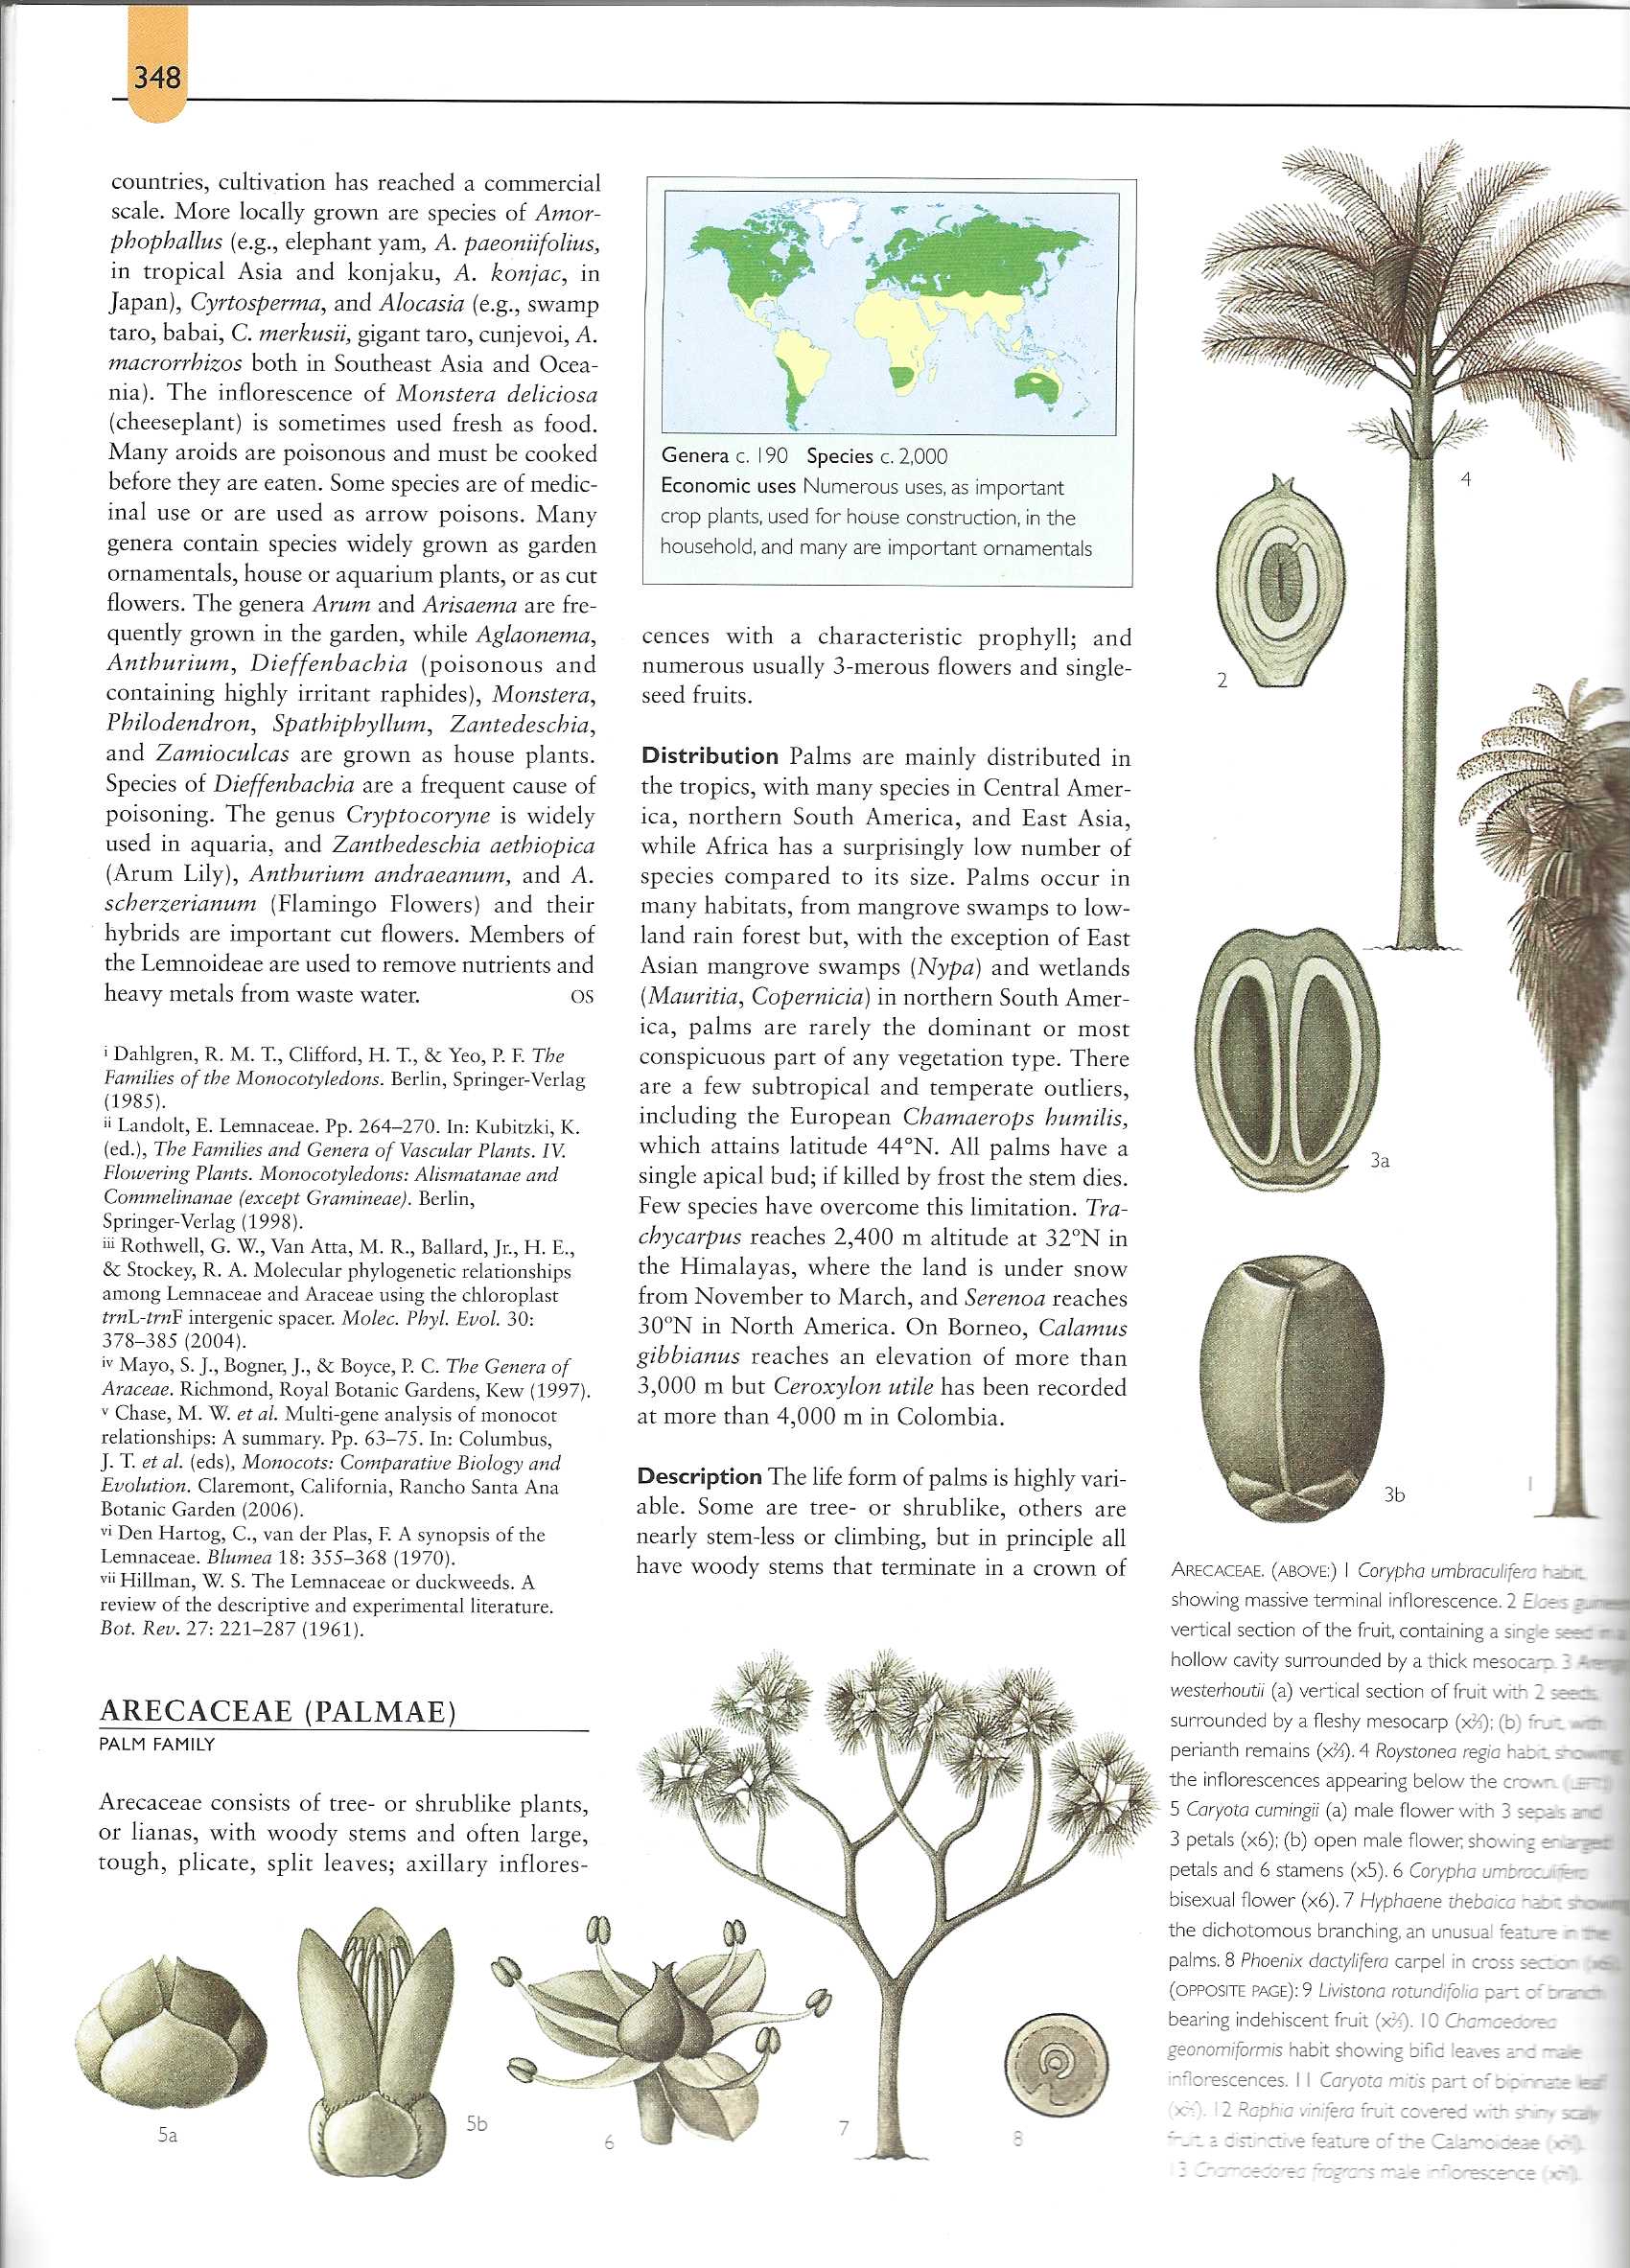 348
countries, cultivation has reached a commercial
scale. More locally grown are species of Amor-
phophallus (e.g., elephant yam, A. paeoniifolius,
in tropical Asia and konjaku, A. konjac, in
Japan), Cyrtosperma, and Alocasia (e.g., swamp
taro, babai, C. merkusii, gigant taro, cunjevoi, A.
macrorrhizos both in Southeast Asia and Ocea-
nia). The inflorescence of Monstera deliciosa
(cheeseplant) is sometimes used fresh as food.
Many aroids are poisonous and must be cooked
before they are eaten. Some species are of medic-
inal use or are used as arrow poisons. Many
genera contain species widely grown as garden
ornamentals, house or aquarium plants, or as cut
flowers. The genera Arum and Arisaema are fre-
quently grown in the garden, while Aglaonema,
Anthurium, Dieffenbachia (poisonous and
containing highly irritant raphides), Monstera,
Philodendron, Spathiphyllum, Zantedeschia,
and Zamioculcas are grown as house plants.
Species of Dieffenbachia are a frequent cause of
poisoning. The genus Cryptocoryne is widely
used in aquaria, and Zanthedeschia aethiopica
(Arum Lily), Anthurium andraeanum, and A.
scherzerianum (Flamingo Flowers) and their
hybrids are important cut flowers. Members of
the Lemnoideae are used to remove nutrients and
heavy metals from waste water. OS
i Dahlgren, R. M. T., Clifford, H. T., & Yeo, P. F. The
Families of the Monocotyledons. Berlin, Springer-Verlag
(1985).
ii Landolt, E. Lemnaceae. Pp. 264–270. In: Kubitzki, K.
(ed.), The Families and Genera of Vascular Plants. IV.
Flowering Plants. Monocotyledons: Alismatanae and
Commelinanae (except Gramineae). Berlin,
Springer-Verlag (1998).
iii Rothwell, G. W., Van Atta, M. R., Ballard, Jr., H. E.,
& Stockey, R. A. Molecular phylogenetic relationships
among Lemnaceae and Araceae using the chloroplast
trnL-trnF intergenic spacer. Molec. Phyl. Evol. 30:
378–385 (2004).
iv Mayo, S. J., Bogner, J., & Boyce, P. C. The Genera of
Araceae. Richmond, Royal Botanic Gardens, Kew (1997).
v Chase, M. W. et al. Multi-gene analysis of monocot
relationships: A summary. Pp. 63–75. In: Columbus,
J. T. et al. (eds), Monocots: Comparative Biology and
Evolution. Claremont, California, Rancho Santa Ana
Botanic Garden (2006).
vi Den Hartog, C., van der Plas, F. A synopsis of the
Lemnaceae. Blumea 18: 355–368 (1970).
vii Hillman, W. S. The Lemnaceae or duckweeds. A
review of the descriptive and experimental literature.
Bot. Rev. 27: 221–287 (1961).
ARECACEAE (PALMAE)
PALM FAMILY
Arecaceae consists of tree- or shrublike plants,
or lianas, with woody stems and often large,
tough, plicate, split leaves; axillary inflores-
Genera c. 190 Species c. 2,000
Economic uses Numerous uses, as important
crop plants, used for house construction, in the
household, and many are important ornamentals
cences with a characteristic prophyll; and
numerous usually 3-merous flowers and single-
seed fruits.
Distribution Palms are mainly distributed in
the tropics, with many species in Central Amer-
ica, northern South America, and East Asia,
while Africa has a surprisingly low number of
species compared to its size. Palms occur in
many habitats, from mangrove swamps to low-
land rain forest but, with the exception of East
Asian mangrove swamps (Nypa) and wetlands
(Mauritia, Copernicia) in northern South Amer-
ica, palms are rarely the dominant or most
conspicuous part of any vegetation type. There
are a few subtropical and temperate outliers,
including the European Chamaerops humilis,
which attains latitude 44°N. All palms have a
single apical bud; if killed by frost the stem dies.
Few species have overcome this limitation. Tra-
chycarpus reaches 2,400 m altitude at 32°N in
the Himalayas, where the land is under snow
from November to March, and Serenoa reaches
30°N in North America. On Borneo, Calamus
gibbianus reaches an elevation of more than
3,000 m but Ceroxylon utile has been recorded
at more than 4,000 m in Colombia.
Description The life form of palms is highly vari-
able. Some are tree- or shrublike, others are
nearly stem-less or climbing, but in principle all
have woody stems that terminate in a crown of
4
2
3a
3b
1
5a
5b
6
7
8
ARECACEAE. (ABOVE:) 1 Corypha umbraculifera habit,
showing massive terminal inflorescence. 2 Elaeis
vertical section of the fruit, containing a single seed in a
hollow cavity surrounded by a thick mesocarp. 3
westerhoutii (a) vertical section of fruit with 2 seeds,
surrounded by a fleshy mesocarp (x⅔); (b) fruit, with
perianth remains (x⅔). 4 Roystonea regia habit, showing
the inflorescences appearing below the crown. (LEFT:)
5 Caryota cumingii (a) male flower with 3 sepals and
3 petals (x6); (b) open male flower, showing enlarged
petals and 6 stamens (x5). 6 Corypha umbraculifera
bisexual flower (x6). 7 Hyphaene thebaica habit showing
the dichotomous branching, an unusual feature in the
palms. 8 Phoenix dactylifera carpel in cross section
(OPPOSITE PAGE): 9 Livistona rotundifolia part of branch
bearing indehiscent fruit (x⅔). 10 Chamaedorea
geonomiformis habit showing bifid leaves and male
inflorescences. 11 Caryota mitis part of bipinnate leaf
12 Raphia vinifera fruit covered with shiny scaly
fruit, a distinctive feature of the Calamoideae
13 Chamaedorea fragrans male inflorescence